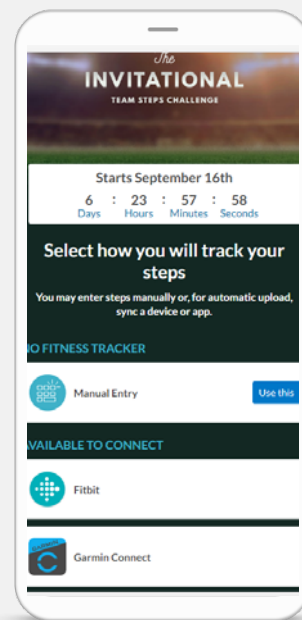 The
INVITATIONAL
TEAM STEPS CHALLENGE
Starts September 16th
6 : 23 : 57 : 58
Days Hours Minutes Seconds
Select how you will track your
steps
You may enter steps manually or, for automatic upload,
sync a device or app.
NO FITNESS TRACKER
Manual Entry
Use this
AVAILABLE TO CONNECT
Fitbit
Garmin Connect